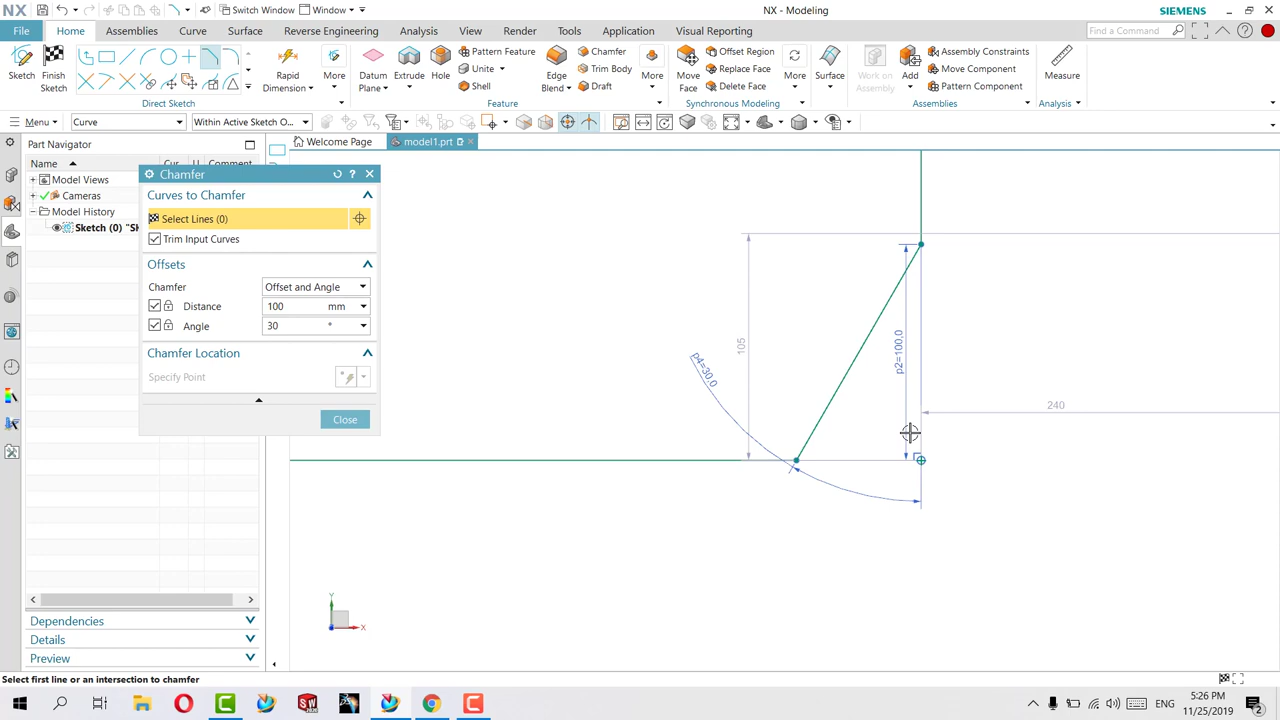 NX
Switch Window
Window
NX - Modeling
SIEMENS
File
Home
Assemblies
Curve
Surface
Reverse Engineering
Analysis
View
Render
Tools
Application
Visual Reporting
Find a Command
Sketch
Finish Sketch
Rapid Dimension
More
Direct Sketch
Datum Plane
Extrude
Hole
Pattern Feature
Unite
Shell
Edge Blend
Chamfer
Trim Body
Draft
More
Feature
Move Face
Offset Region
Replace Face
Delete Face
More
Synchronous Modeling
Surface
Work on Assembly
Add
Assembly Constraints
Move Component
Pattern Component
Assemblies
Measure
Analysis
Menu
Curve
Within Active Sketch O...
Part Navigator
Welcome Page
model1.prt
Name
Cur
U
Comment
Model Views
Cameras
Model History
Sketch (0) "SH
Chamfer
Curves to Chamfer
Select Lines (0)
Trim Input Curves
Offsets
Chamfer
Offset and Angle
Distance
100 mm
Angle
30 °
Chamfer Location
Specify Point
Close
105
p4=30,0
p2=100,0
240
Y
X
Dependencies
Details
Preview
Select first line or an intersection to chamfer
ENG
5:26 PM
11/25/2019
2